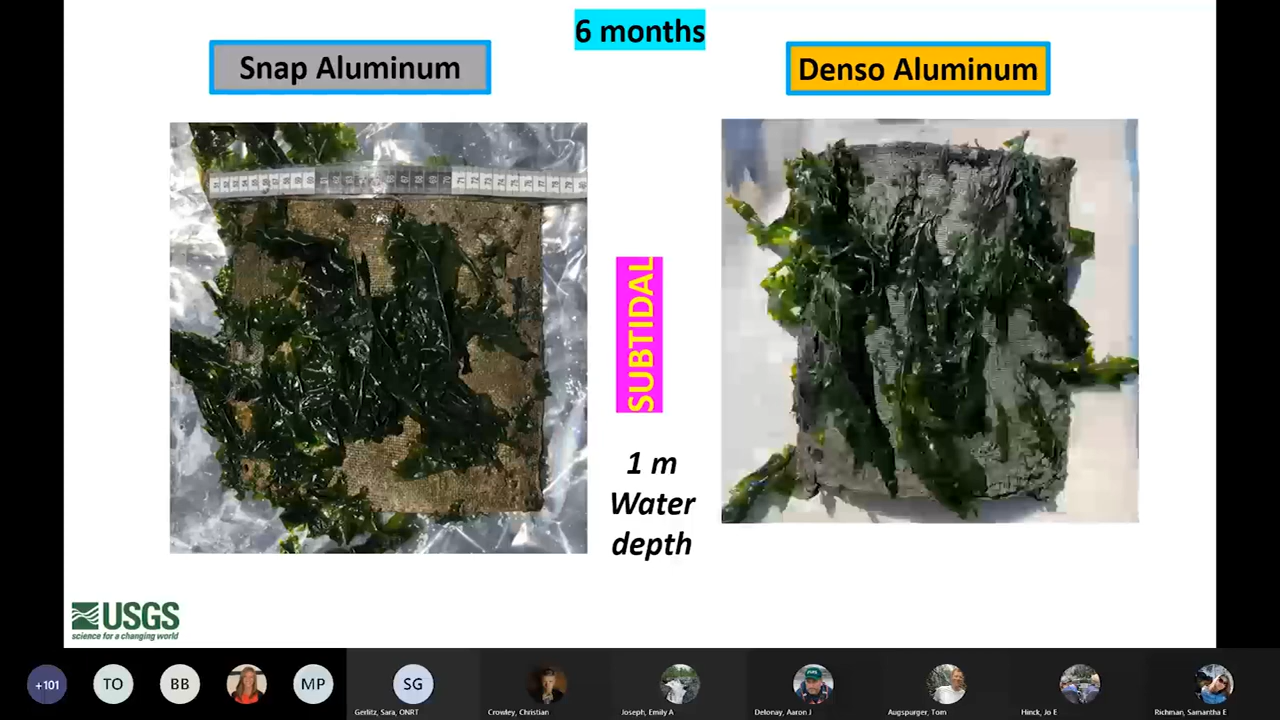 6 months
Snap Aluminum
Denso Aluminum
SUBTIDAL
1 m
Water
depth
USGS
science for a changing world
+101
TO
BB
MP
SG
Gerlitz, Sara, ONRT
Crowley, Christian
Joseph, Emily A
Delonay, Aaron J
Augspurger, Tom
Hinck, Jo E
Richman, Samantha E